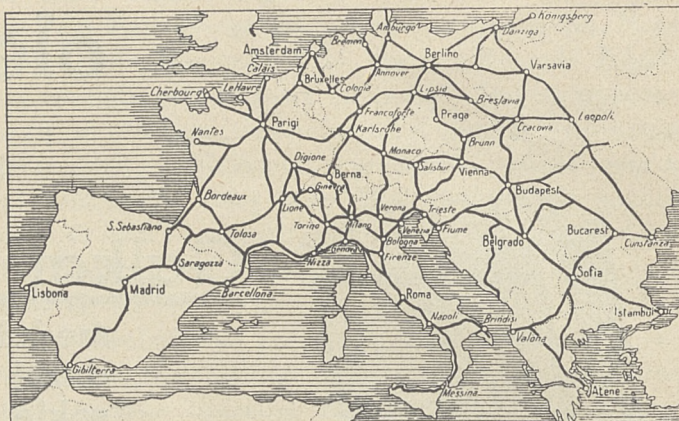 Königsberg
Amburgo
Danziga
Brema
Amsterdam
Berlino
Calais
Annover
Varsavia
Bruxelles
Lipsia
Cherbourg
Le Havre
Colonia
Breslavia
Francoforte
Praga
Cracovia
Leopoli
Parigi
Karlsruhe
Nantes
Brunn
Digione
Monaco
Salisbur
Vienna
Berna
Ginevra
Budapest
Bordeaux
Lione
Verona
Trieste
S. Sebastiano
Torino
Milano
Venezia
Fiume
Tolosa
Belgrado
Bucarest
Custanza
Bologna
Genova
Saragozza
Nizza
Firenze
Sofia
Lisbona
Madrid
Barcellona
Roma
Istambul
Napoli
Brindisi
Valona
Gibilterra
Messina
Atene